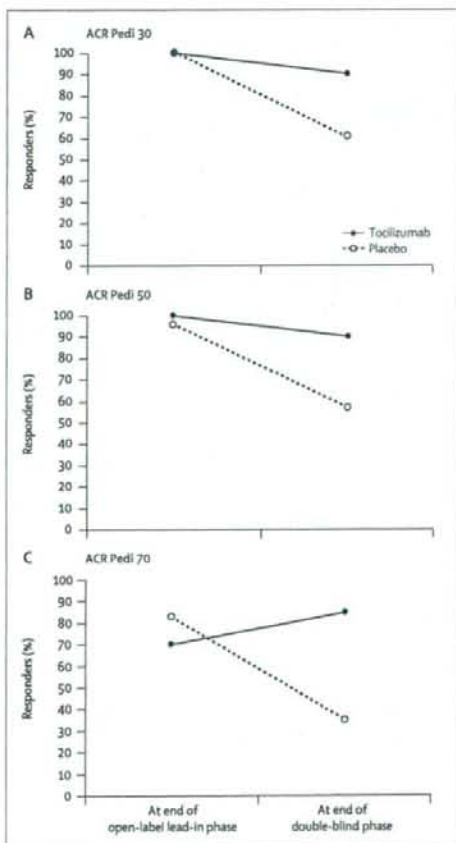 A ACR Pedi 30
100
90
80
70
60
50
40
30
20
10
0
Responders (%)
Tocilizumab
Placebo
B ACR Pedi 50
100
90
80
70
60
50
40
30
20
10
0
Responders (%)
C ACR Pedi 70
100
90
80
70
60
50
40
30
20
10
0
Responders (%)
At end of
open-label lead-in phase
At end of
double-blind phase